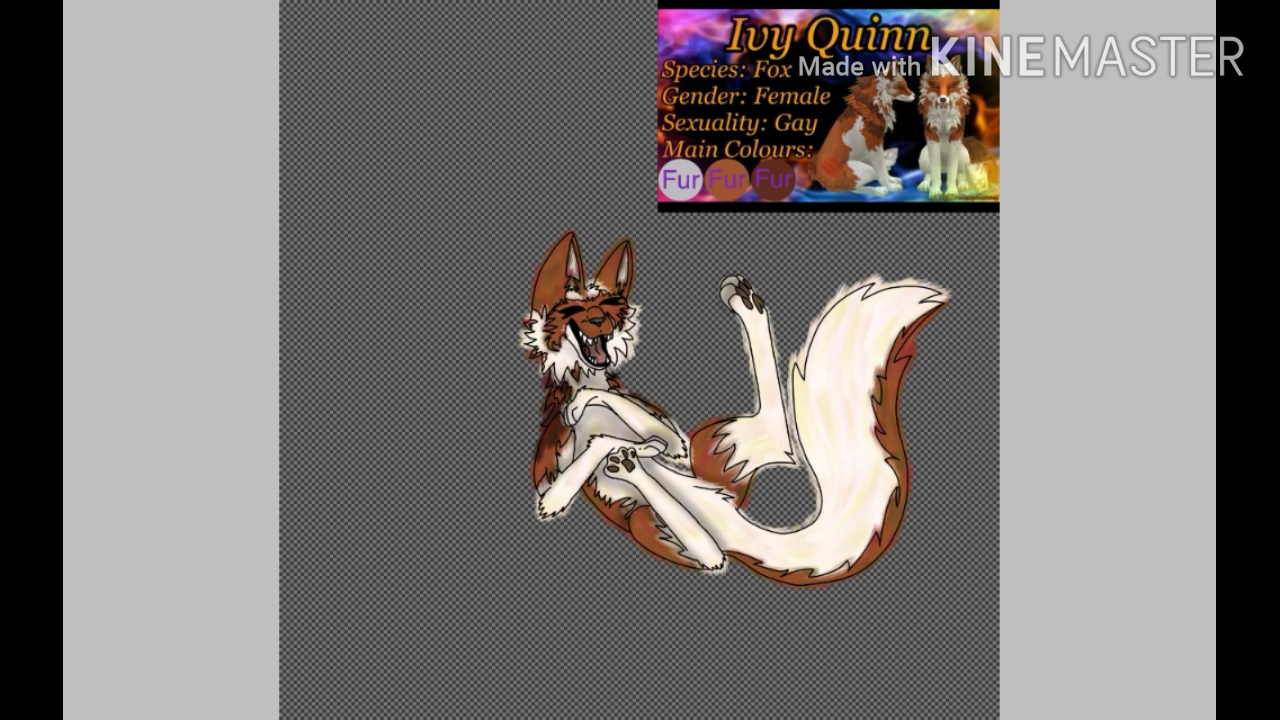 Ivy Quinn
Made with KINEMASTER
Species: Fox
Gender: Female
Sexuality: Gay
Main Colours:
Fur Fur Fur